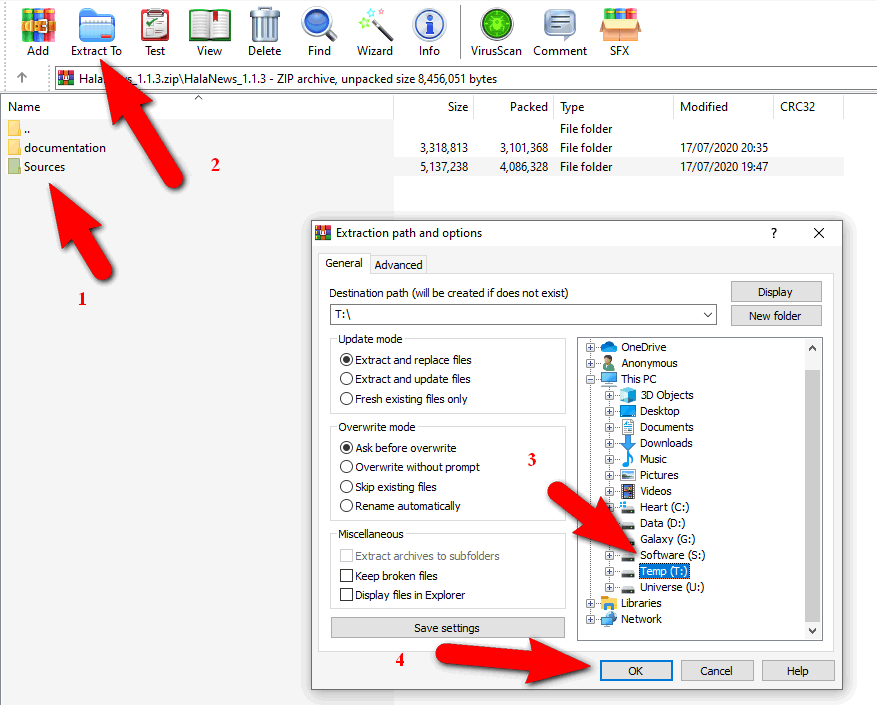 Add Extract To Test View Delete Find Wizard Info VirusScan Comment SFX
HalaNews_1.1.3.zip\HalaNews_1.1.3 - ZIP archive, unpacked size 8,456,051 bytes
Name Size Packed Type Modified CRC32
.. File folder
documentation 3,318,813 3,101,368 File folder 17/07/2020 20:35
Sources 5,137,238 4,086,328 File folder 17/07/2020 19:47
2
1
Extraction path and options ?
General Advanced
Destination path (will be created if does not exist)
T:\
Display
New folder
Update mode
Extract and replace files
Extract and update files
Fresh existing files only
Overwrite mode
Ask before overwrite
Overwrite without prompt
Skip existing files
Rename automatically
Miscellaneous
Extract archives to subfolders
Keep broken files
Display files in Explorer
Save settings
OneDrive
Anonymous
This PC
3D Objects
Desktop
Documents
Downloads
Music
Pictures
Videos
Heart (C:)
Data (D:)
Galaxy (G:)
Software (S:)
Temp (T:)
Universe (U:)
Libraries
Network
3
4
OK Cancel Help